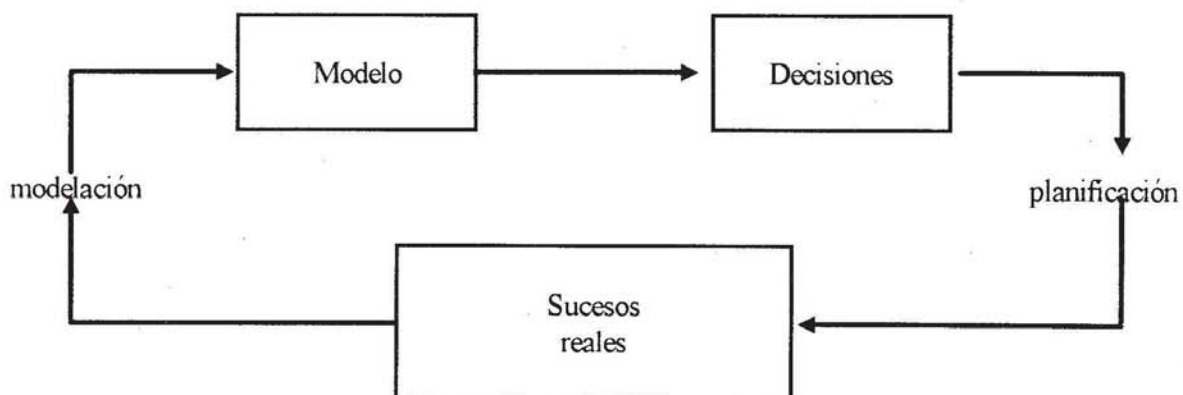 Modelo
Decisiones
modelación
planificación
Sucesos
reales